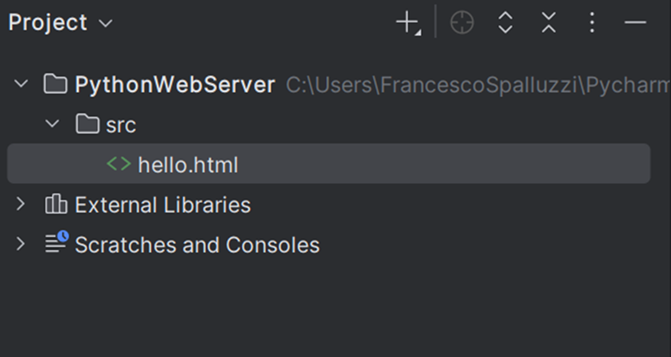 Project
PythonWebServer C:\Users\FrancescoSpalluzzi\Pycharm
src
<> hello.html
External Libraries
Scratches and Consoles